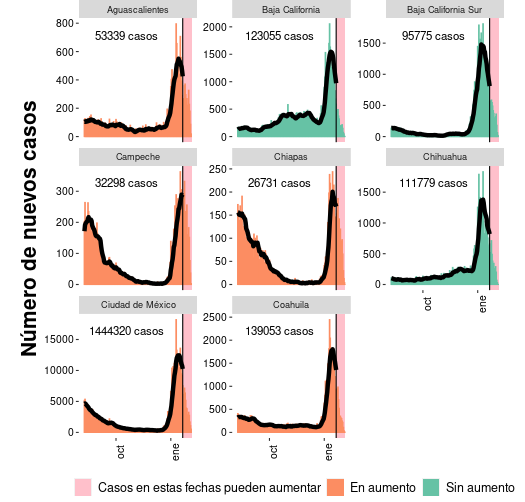 Número de nuevos casos
Aguascalientes
Baja California
Baja California Sur
53339 casos
123055 casos
95775 casos
800
600
400
200
0
2000
1500
1000
500
0
1500
1000
500
0
Campeche
Chiapas
Chihuahua
32298 casos
26731 casos
111779 casos
300
200
100
0
250
200
150
100
50
0
1500
1000
500
0
oct
ene
Ciudad de México
Coahuila
1444320 casos
139053 casos
15000
10000
5000
0
2500
2000
1500
1000
500
0
oct
ene
oct
ene
Casos en estas fechas pueden aumentar
En aumento
Sin aumento